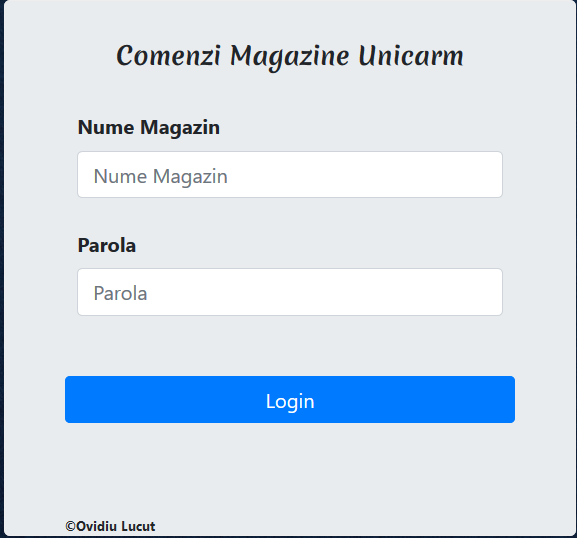 Comenzi Magazine Unicarm
Nume Magazin
Nume Magazin
Parola
Parola
Login
©Ovidiu Lucut